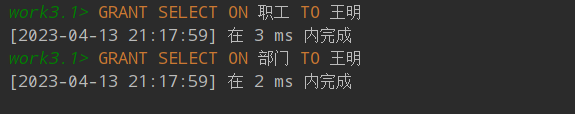 work3.1> GRANT SELECT ON 职工 TO 王明
[2023-04-13 21:17:59] 在 3 ms 内完成
work3.1> GRANT SELECT ON 部门 TO 王明
[2023-04-13 21:17:59] 在 2 ms 内完成